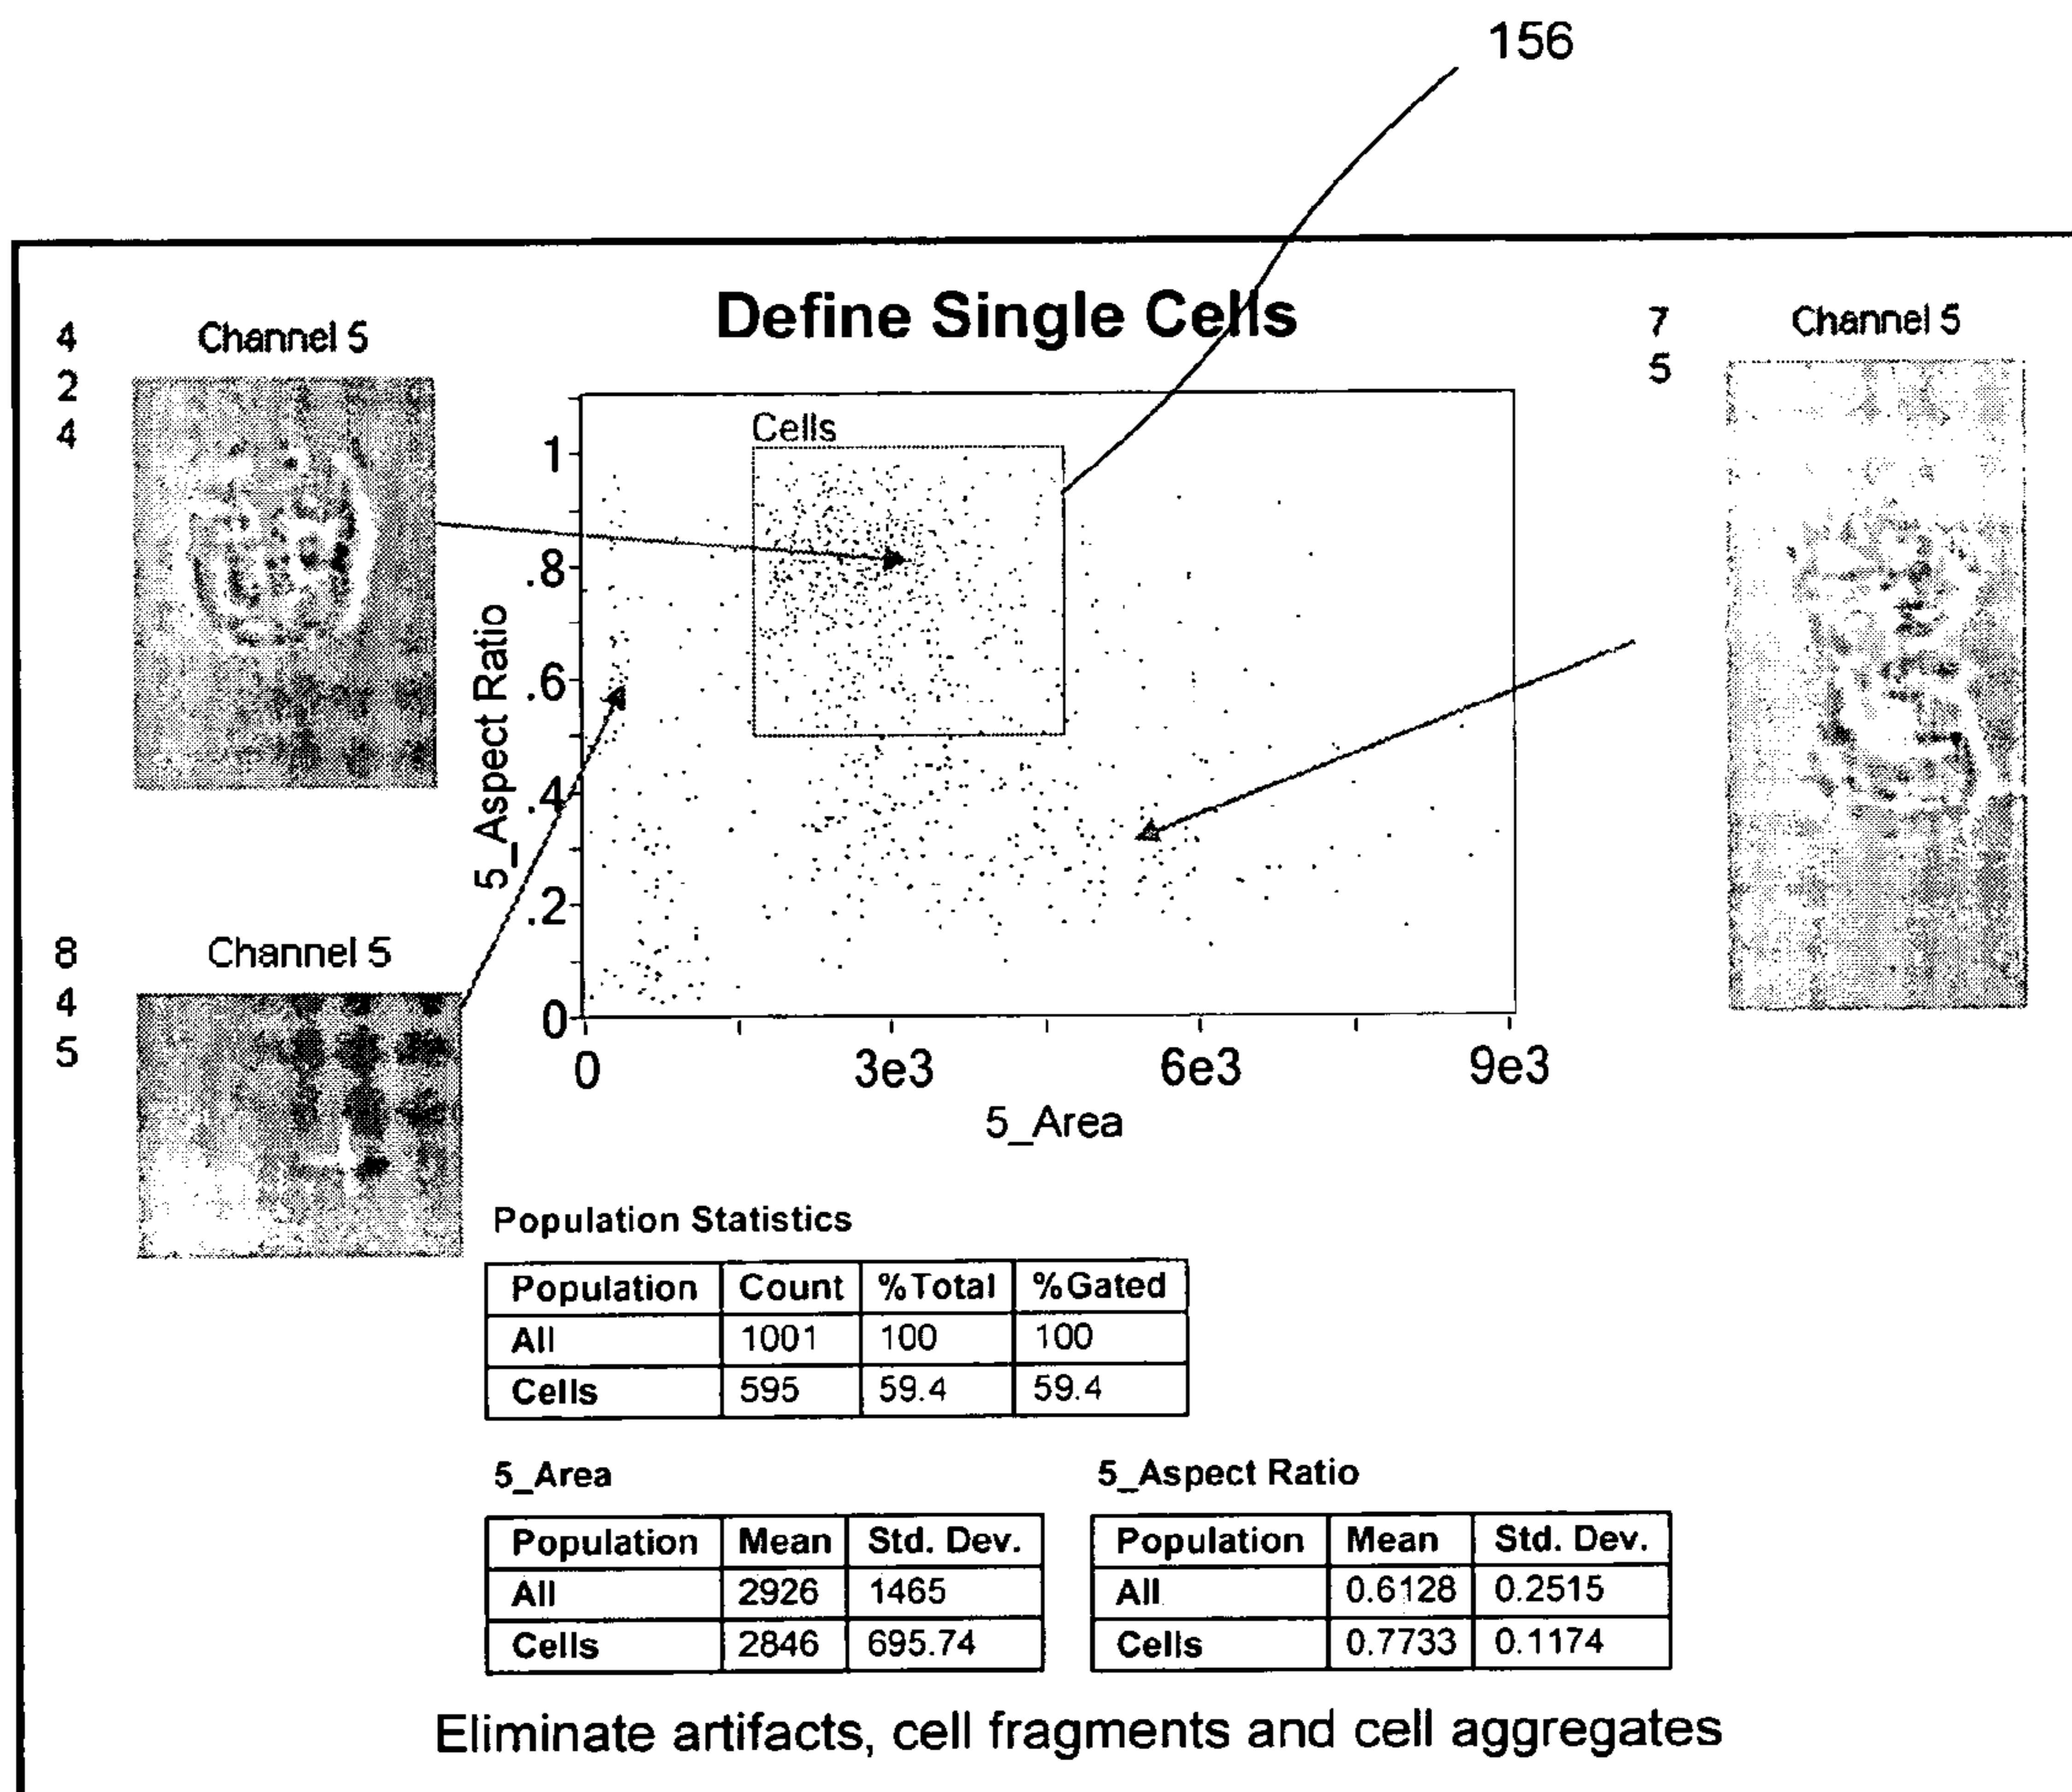 156
Define Single Cells
4
2
4
Channel 5
7
5
Channel 5
Cells
1
.8
.6
.4
.2
0
5_Aspect Ratio
0
3e3
6e3
9e3
5_Area
8
4
5
Channel 5
Population Statistics
Population Count %Total %Gated
All 1001 100 100
Cells 595 59.4 59.4
5_Area
Population Mean Std. Dev.
All 2926 1465
Cells 2846 695.74
5_Aspect Ratio
Population Mean Std. Dev.
All 0.6128 0.2515
Cells 0.7733 0.1174
Eliminate artifacts, cell fragments and cell aggregates